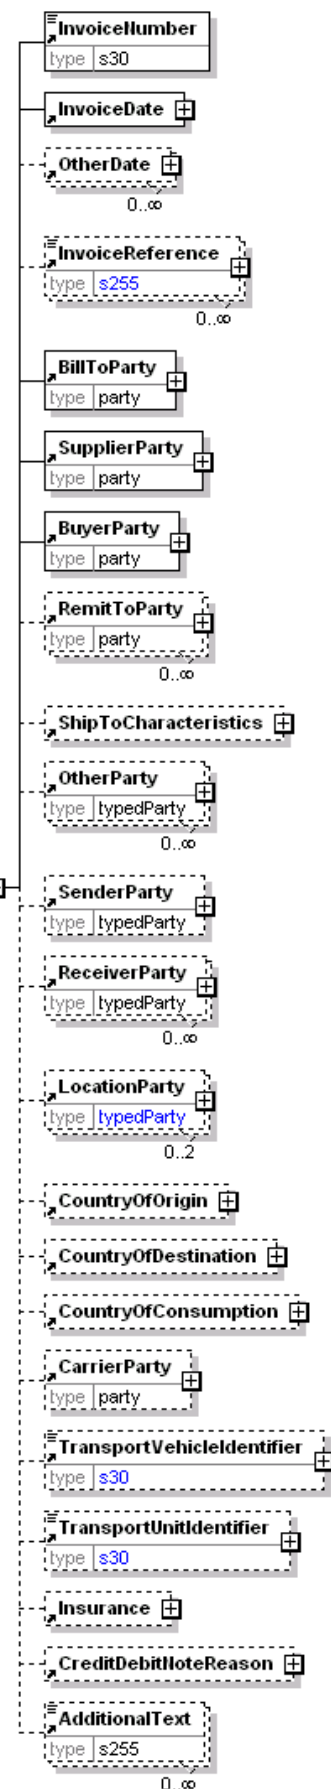 InvoiceNumber
type s30
InvoiceDate
OtherDate
0..∞
InvoiceReference
type s255
0..∞
BillToParty
type party
SupplierParty
type party
BuyerParty
type party
RemitToParty
type party
0..∞
ShipToCharacteristics
OtherParty
type typedParty
0..∞
SenderParty
type typedParty
ReceiverParty
type typedParty
0..∞
LocationParty
type typedParty
0..2
CountryOfOrigin
CountryOfDestination
CountryOfConsumption
CarrierParty
type party
TransportVehicleIdentifier
type s30
TransportUnitIdentifier
type s30
Insurance
CreditDebitNoteReason
AdditionalText
type s255
0..∞